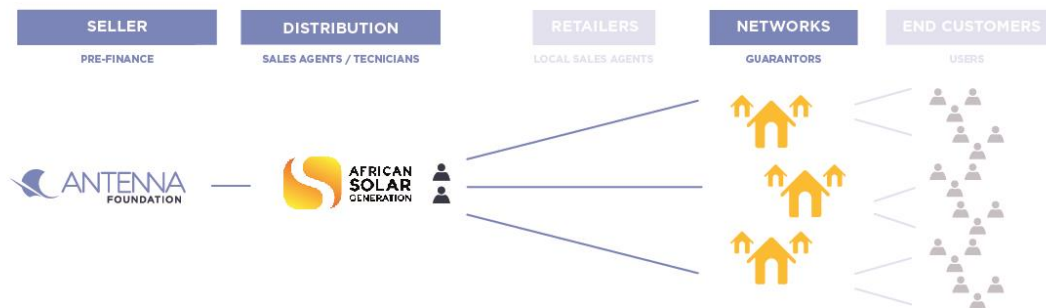 SELLER
DISTRIBUTION
RETAILERS
NETWORKS
END CUSTOMERS
PRE-FINANCE
SALES AGENTS / TECNICIANS
LOCAL SALES AGENTS
GUARANTORS
USERS
ANTENNA
FOUNDATION
AFRICAN
SOLAR
GENERATION